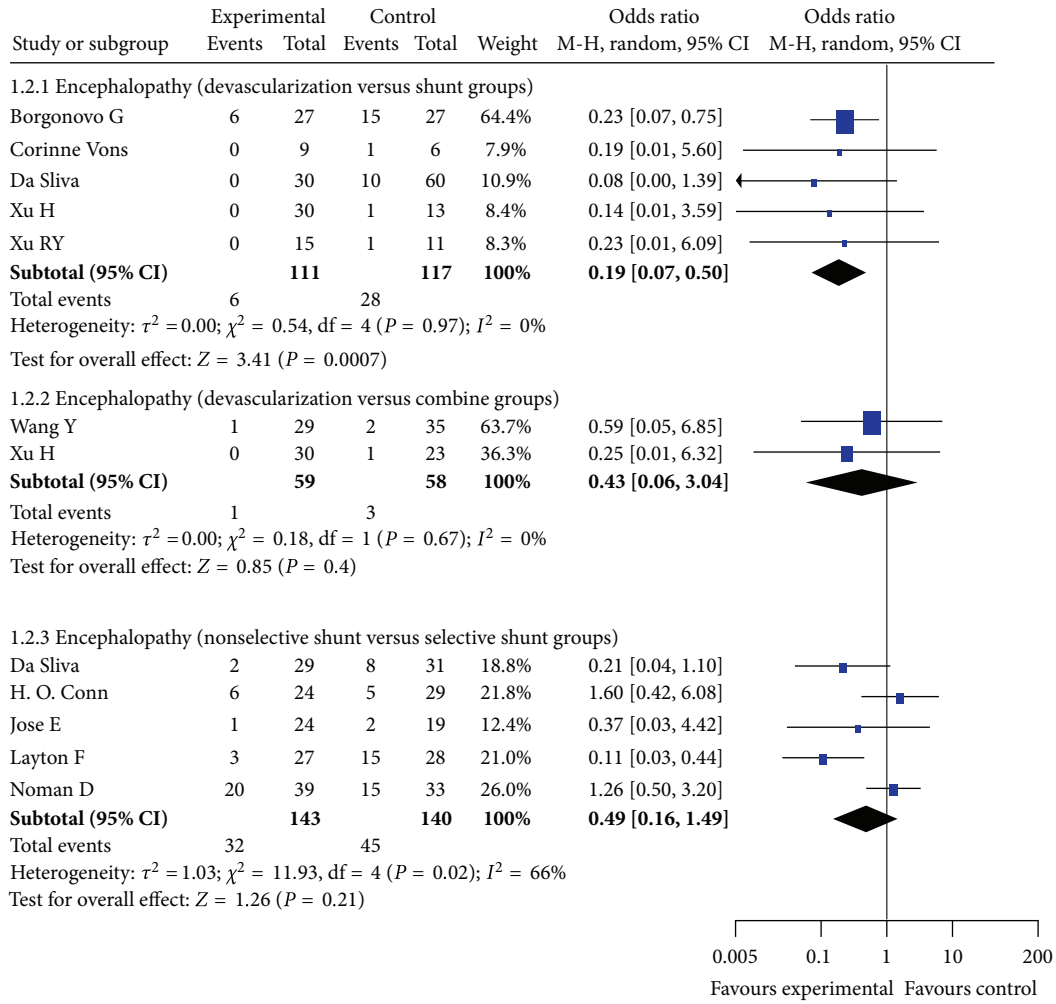 Experimental Control Odds ratio Odds ratio
Study or subgroup Events Total Events Total Weight M-H, random, 95% CI M-H, random, 95% CI
1.2.1 Encephalopathy (devascularization versus shunt groups)
Borgonovo G 6 27 15 27 64.4% 0.23 [0.07, 0.75]
Corinne Vons 0 9 1 6 7.9% 0.19 [0.01, 5.60]
Da Sliva 0 30 10 60 10.9% 0.08 [0.00, 1.39]
Xu H 0 30 1 13 8.4% 0.14 [0.01, 3.59]
Xu RY 0 15 1 11 8.3% 0.23 [0.01, 6.09]
Subtotal (95% CI) 111 117 100% 0.19 [0.07, 0.50]
Total events 6 28
Heterogeneity: τ² = 0.00; χ² = 0.54, df = 4 (P = 0.97); I² = 0%
Test for overall effect: Z = 3.41 (P = 0.0007)
1.2.2 Encephalopathy (devascularization versus combine groups)
Wang Y 1 29 2 35 63.7% 0.59 [0.05, 6.85]
Xu H 0 30 1 23 36.3% 0.25 [0.01, 6.32]
Subtotal (95% CI) 59 58 100% 0.43 [0.06, 3.04]
Total events 1 3
Heterogeneity: τ² = 0.00; χ² = 0.18, df = 1 (P = 0.67); I² = 0%
Test for overall effect: Z = 0.85 (P = 0.4)
1.2.3 Encephalopathy (nonselective shunt versus selective shunt groups)
Da Sliva 2 29 8 31 18.8% 0.21 [0.04, 1.10]
H. O. Conn 6 24 5 29 21.8% 1.60 [0.42, 6.08]
Jose E 1 24 2 19 12.4% 0.37 [0.03, 4.42]
Layton F 3 27 15 28 21.0% 0.11 [0.03, 0.44]
Noman D 20 39 15 33 26.0% 1.26 [0.50, 3.20]
Subtotal (95% CI) 143 140 100% 0.49 [0.16, 1.49]
Total events 32 45
Heterogeneity: τ² = 1.03; χ² = 11.93, df = 4 (P = 0.02); I² = 66%
Test for overall effect: Z = 1.26 (P = 0.21)
0.005 0.1 1 10 200
Favours experimental Favours control